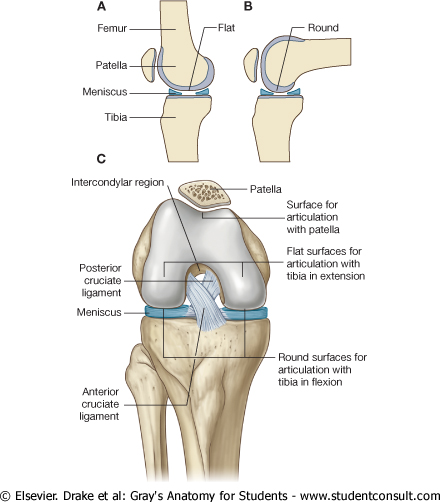 A
Femur
Flat
Patella
Meniscus
Tibia
B
Round
C
Intercondylar region
Patella
Surface for
articulation
with patella
Flat surfaces for
articulation with
tibia in extension
Posterior
cruciate
ligament
Meniscus
Round surfaces for
articulation with
tibia in flexion
Anterior
cruciate
ligament
© Elsevier. Drake et al: Gray's Anatomy for Students - www.studentconsult.com